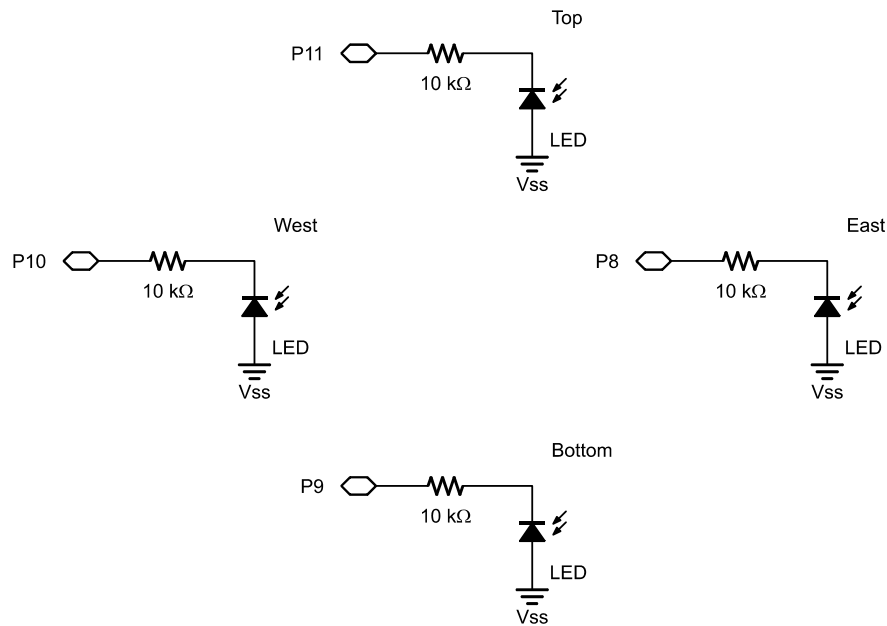 Top
P11
10 kΩ
LED
Vss
West
P10
10 kΩ
LED
Vss
East
P8
10 kΩ
LED
Vss
Bottom
P9
10 kΩ
LED
Vss